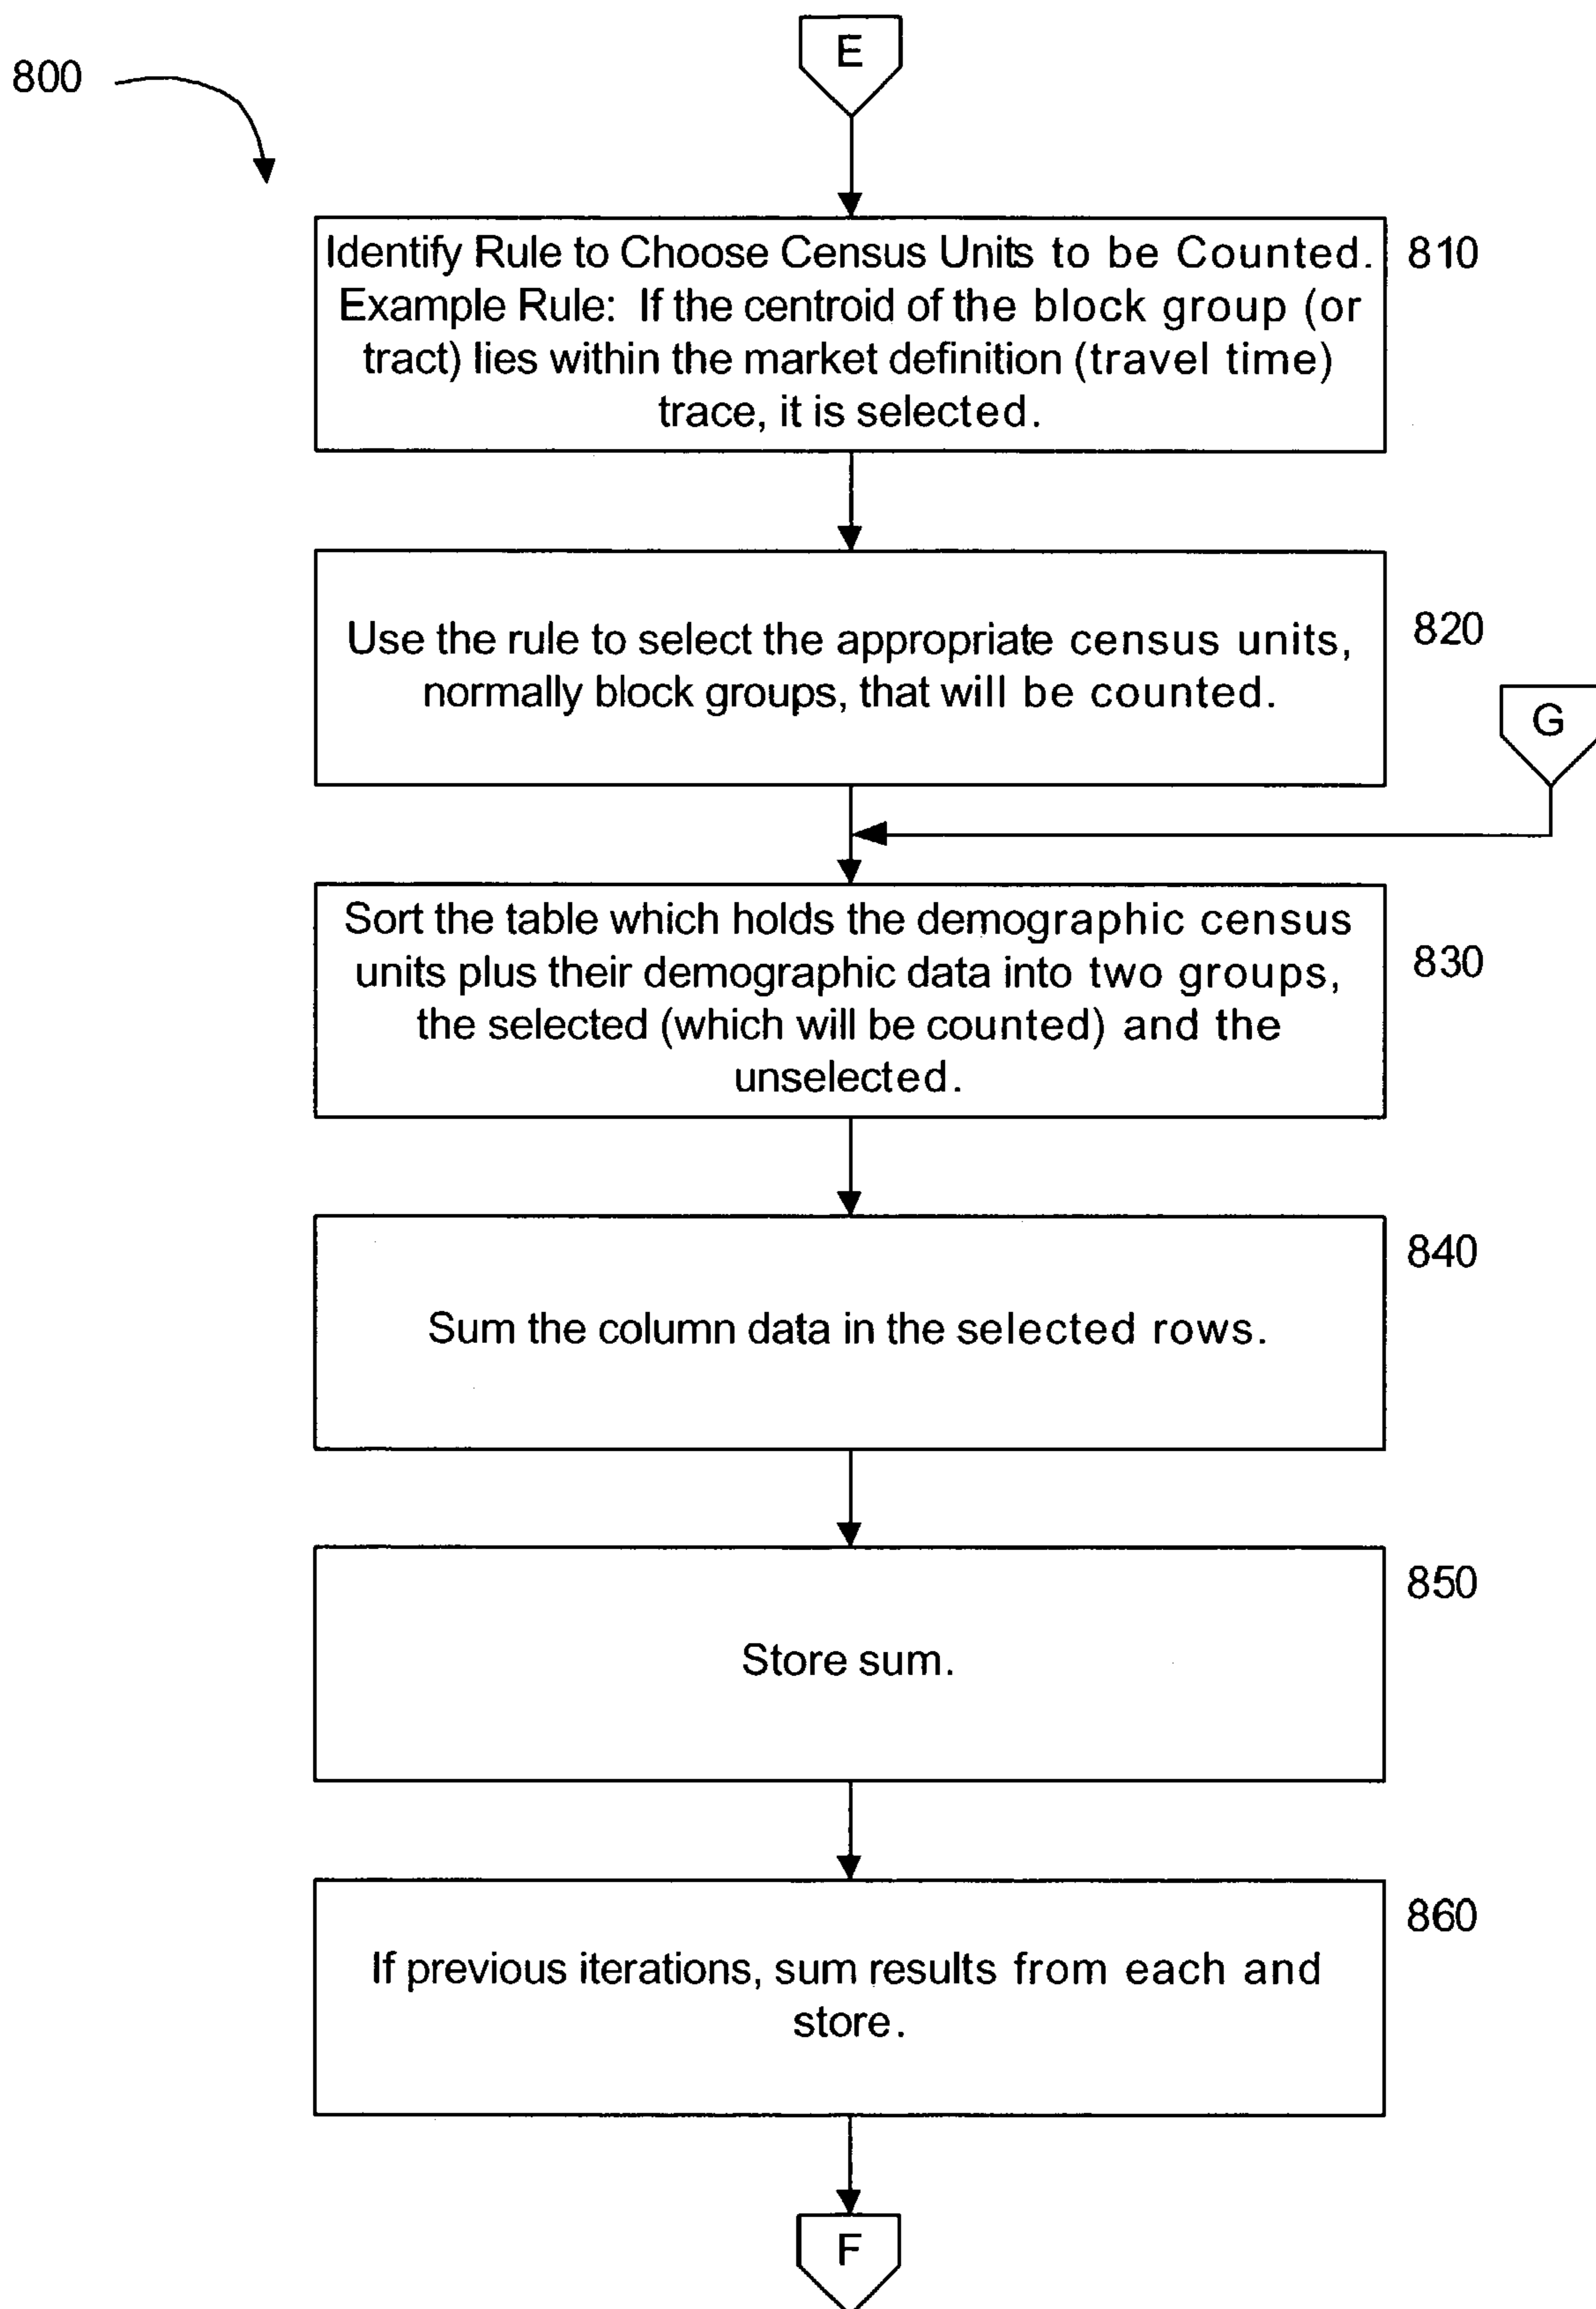 E
800
Identify Rule to Choose Census Units to be Counted.
Example Rule: If the centroid of the block group (or
tract) lies within the market definition (travel time)
trace, it is selected.
810
Use the rule to select the appropriate census units,
normally block groups, that will be counted.
820
G
Sort the table which holds the demographic census
units plus their demographic data into two groups,
the selected (which will be counted) and the
unselected.
830
Sum the column data in the selected rows.
840
Store sum.
850
If previous iterations, sum results from each and
store.
860
F